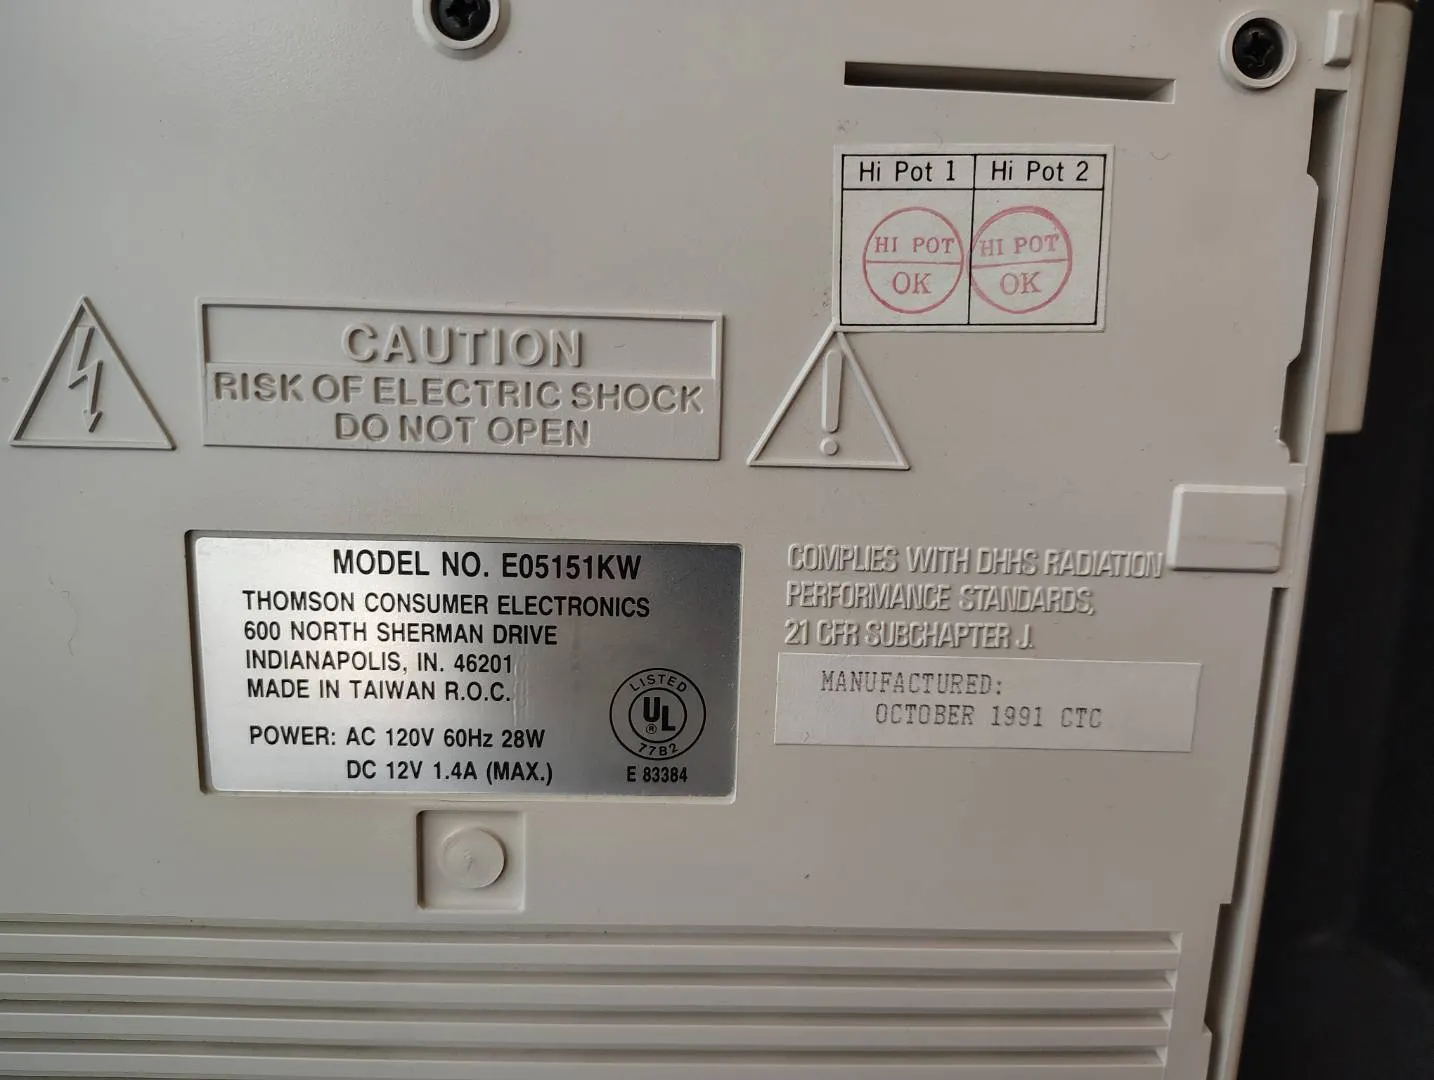 Hi Pot 1 Hi Pot 2
HI POT HI POT
OK OK
CAUTION
RISK OF ELECTRIC SHOCK
DO NOT OPEN
MODEL NO. E05151KW
THOMSON CONSUMER ELECTRONICS
600 NORTH SHERMAN DRIVE
INDIANAPOLIS, IN. 46201
MADE IN TAIWAN R.O.C.
POWER: AC 120V 60Hz 28W
DC 12V 1.4A (MAX.)
LISTED
UL
®
77B2
E 83384
COMPLIES WITH DHHS RADIATION
PERFORMANCE STANDARDS,
21 CFR SUBCHAPTER J.
MANUFACTURED:
OCTOBER 1991 CTC